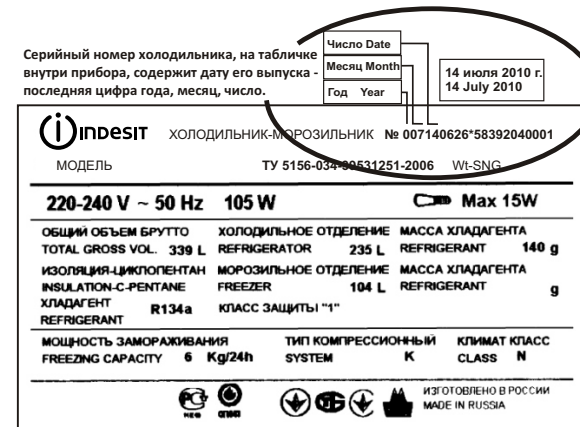 Серийный номер холодильника, на табличке
внутри прибора, содержит дату его выпуска -
последняя цифра года, месяц, число.
Число Date
Месяц Month
Год Year
14 июля 2010 г.
14 July 2010
indesit ХОЛОДИЛЬНИК-МОРОЗИЛЬНИК № 007140626*58392040001
МОДЕЛЬ ТУ 5156-034-39531251-2006 Wt-SNG
220-240 V ~ 50 Hz 105 W Max 15W
ОБЩИЙ ОБЪЕМ БРУТТО ХОЛОДИЛЬНОЕ ОТДЕЛЕНИЕ МАССА ХЛАДАГЕНТА
TOTAL GROSS VOL. 339 L REFRIGERATOR 235 L REFRIGERANT 140 g
ИЗОЛЯЦИЯ-ЦИКЛОПЕНТАН МОРОЗИЛЬНОЕ ОТДЕЛЕНИЕ МАССА ХЛАДАГЕНТА
INSULATION-C-PENTANE FREEZER 104 L REFRIGERANT g
ХЛАДАГЕНТ R134a КЛАСС ЗАЩИТЫ "1"
REFRIGERANT
МОЩНОСТЬ ЗАМОРАЖИВАНИЯ ТИП КОМПРЕССИОННЫЙ КЛИМАТ КЛАСС
FREEZING CAPACITY 6 Kg/24h SYSTEM K CLASS N
ИЗГОТОВЛЕНО В РОССИИ
MADE IN RUSSIA